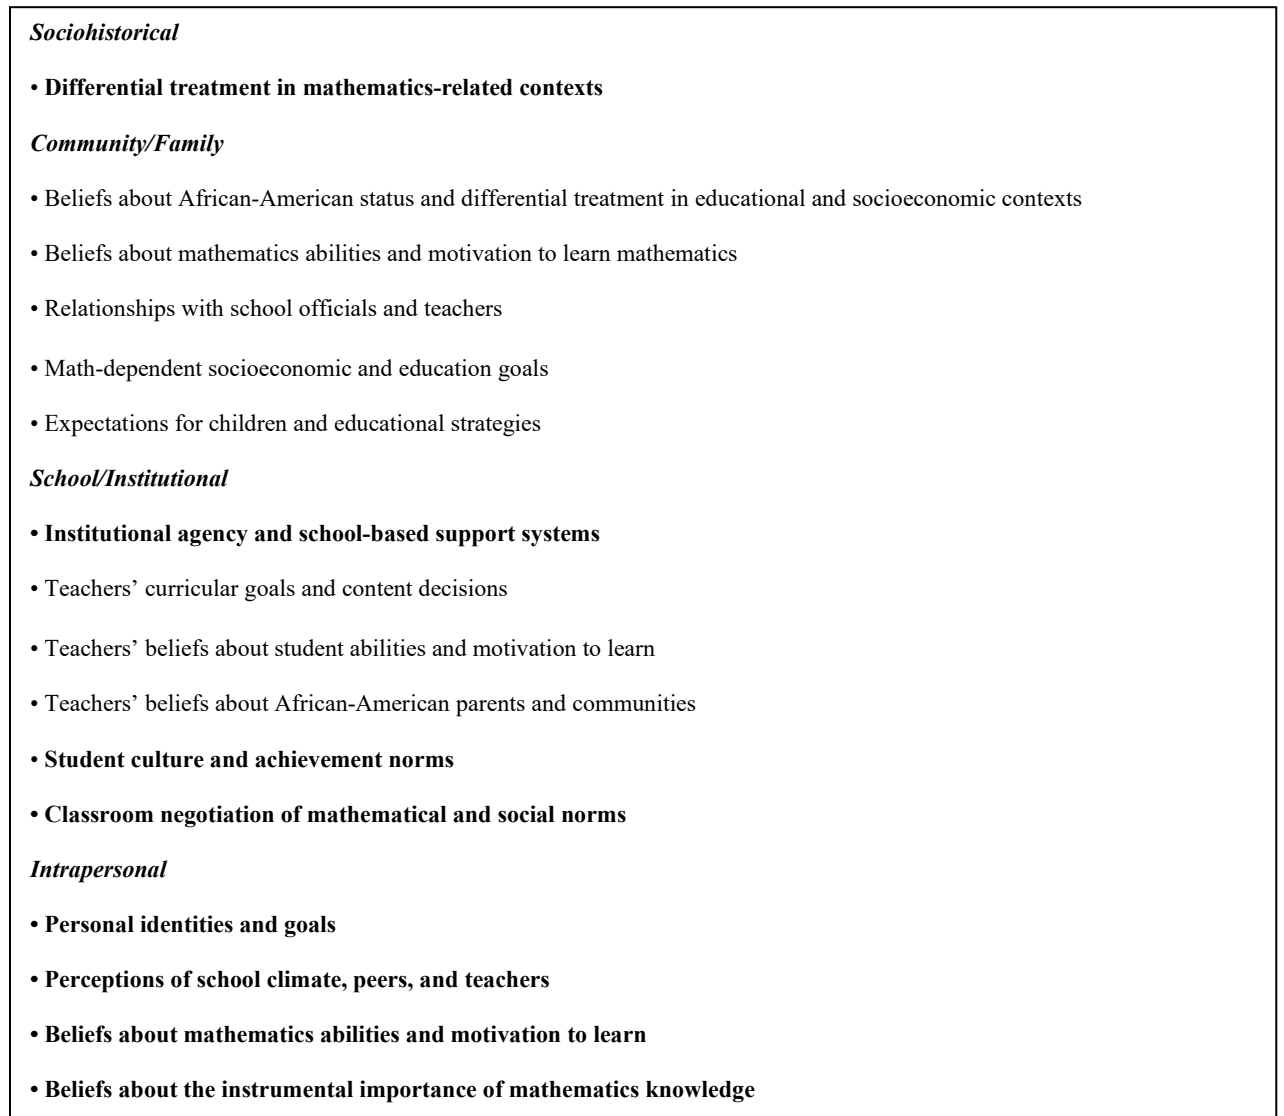 Sociohistorical
• Differential treatment in mathematics-related contexts
Community/Family
• Beliefs about African-American status and differential treatment in educational and socioeconomic contexts
• Beliefs about mathematics abilities and motivation to learn mathematics
• Relationships with school officials and teachers
• Math-dependent socioeconomic and education goals
• Expectations for children and educational strategies
School/Institutional
• Institutional agency and school-based support systems
• Teachers’ curricular goals and content decisions
• Teachers’ beliefs about student abilities and motivation to learn
• Teachers’ beliefs about African-American parents and communities
• Student culture and achievement norms
• Classroom negotiation of mathematical and social norms
Intrapersonal
• Personal identities and goals
• Perceptions of school climate, peers, and teachers
• Beliefs about mathematics abilities and motivation to learn
• Beliefs about the instrumental importance of mathematics knowledge